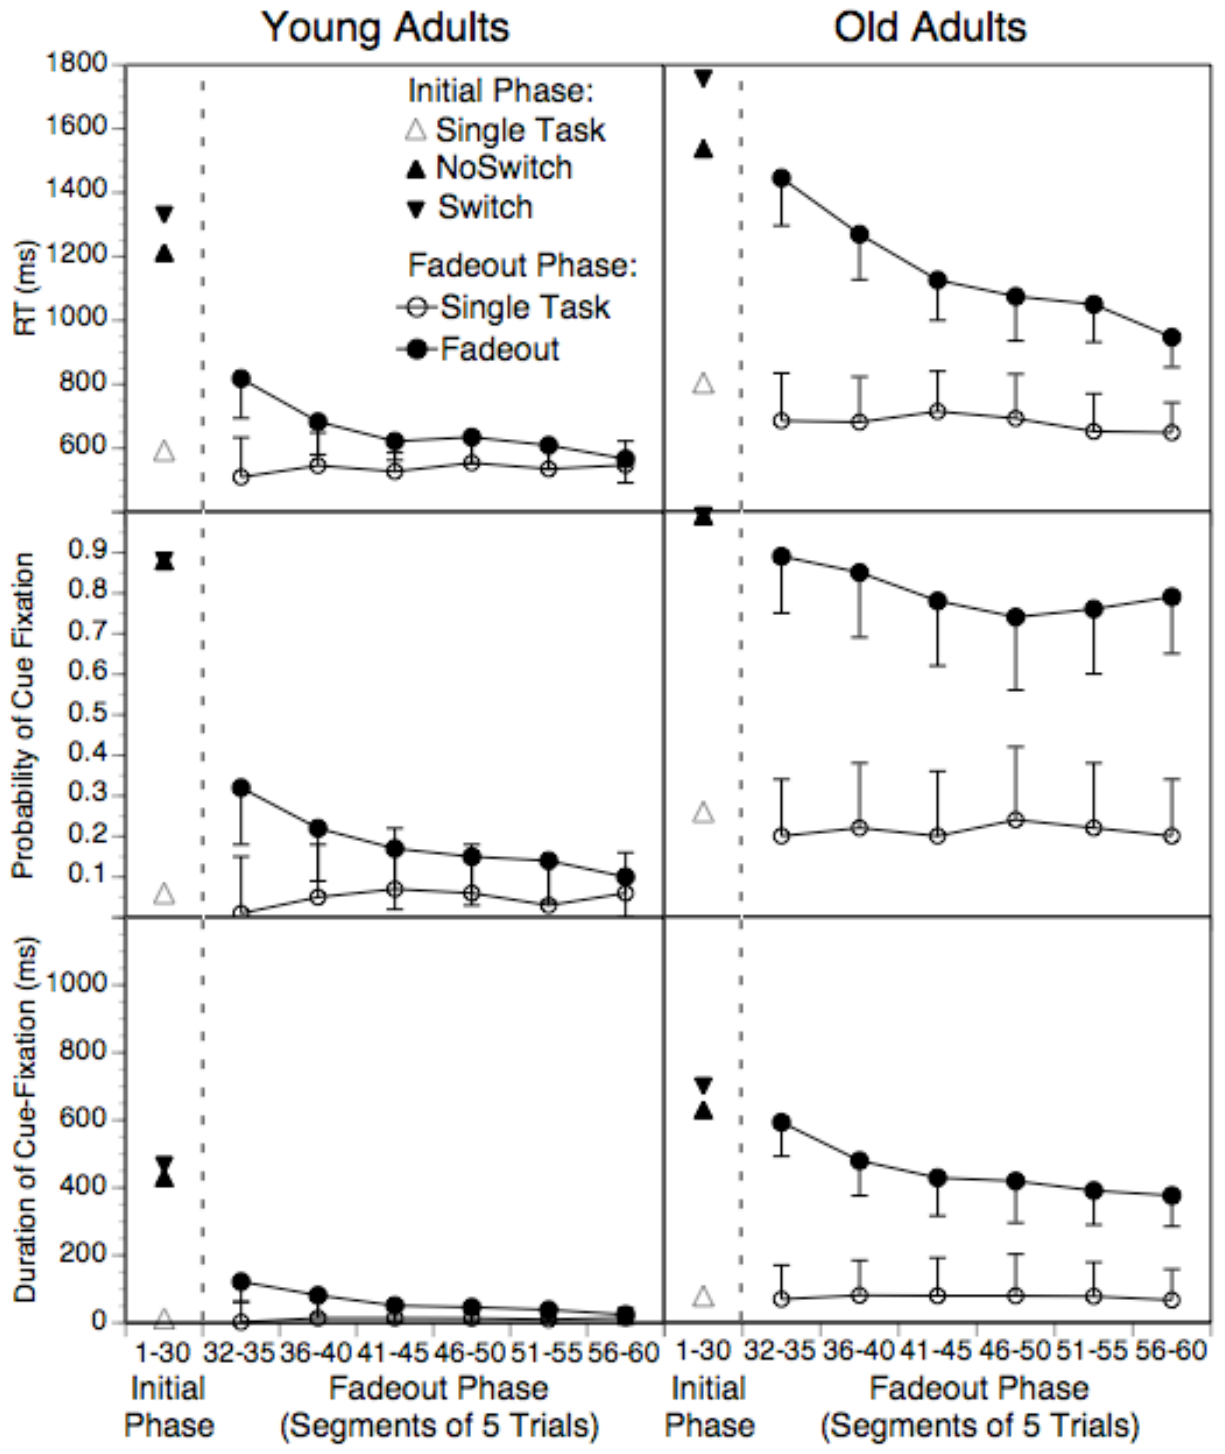 Young Adults
Old Adults
RT (ms)
1800
1600
1400
1200
1000
800
600
Initial Phase:
Single Task
NoSwitch
Switch
Fadeout Phase:
Single Task
Fadeout
Probability of Cue Fixation
0.9
0.8
0.7
0.6
0.5
0.4
0.3
0.2
0.1
Duration of Cue-Fixation (ms)
1000
800
600
400
200
0
1-30 32-35 36-40 41-45 46-50 51-55 56-60
1-30 32-35 36-40 41-45 46-50 51-55 56-60
Initial
Phase
Fadeout Phase
(Segments of 5 Trials)
Initial
Phase
Fadeout Phase
(Segments of 5 Trials)